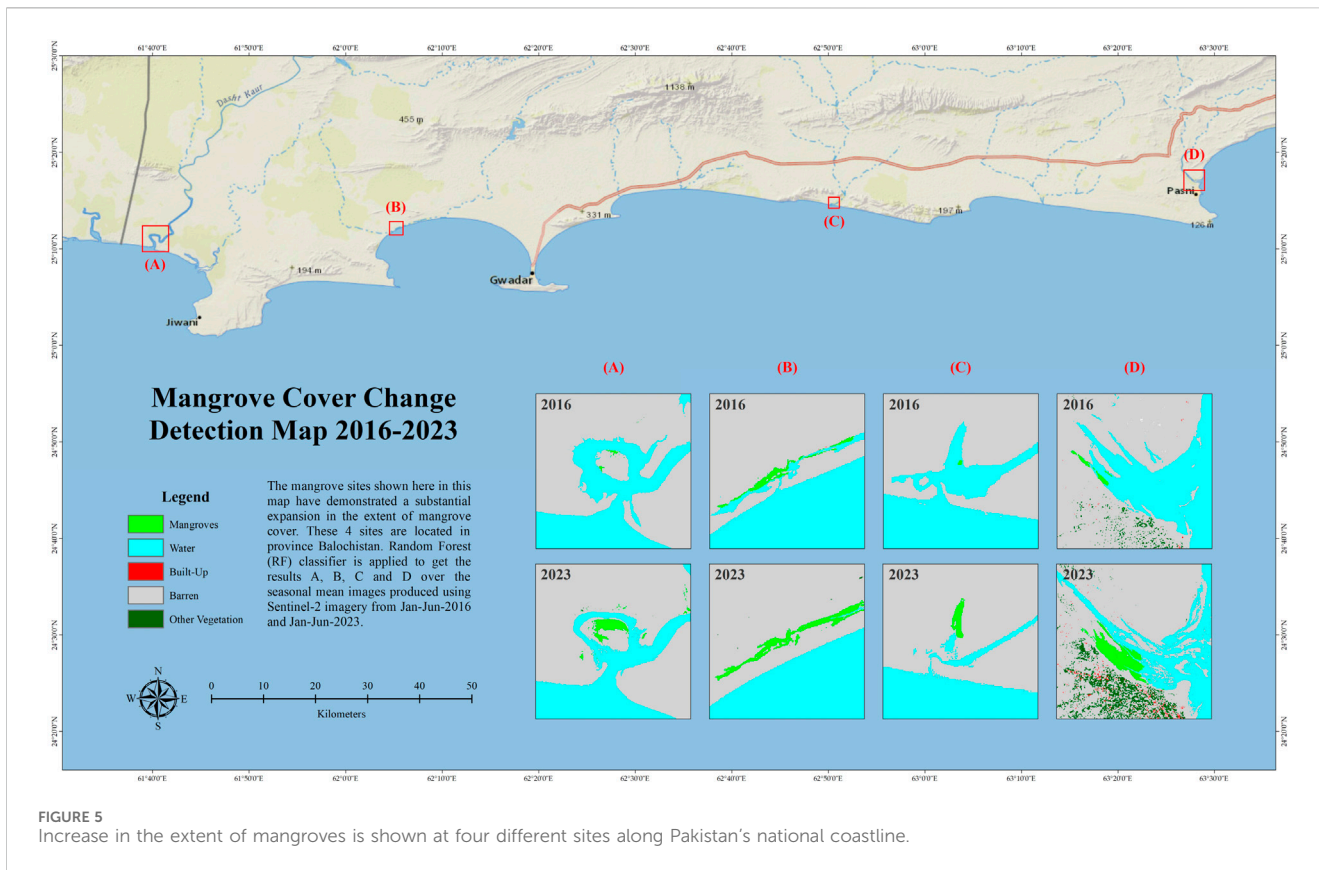 61°40'0"E 61°50'0"E 62°0'0"E 62°10'0"E 62°20'0"E 62°30'0"E 62°40'0"E 62°50'0"E 63°0'0"E 63°10'0"E 63°20'0"E 63°30'0"E
25°30'0"N
25°20'0"N
25°10'0"N
25°0'0"N
24°50'0"N
24°40'0"N
24°30'0"N
24°20'0"N
Dasht Kaur
1138 m
455 m
(D)
Pasni
(B)
331 m
(C)
197 m
126 m
(A)
194 m
Gwadar
Jiwani
Mangrove Cover Change
Detection Map 2016-2023
Legend
Mangroves
Water
Built-Up
Barren
Other Vegetation
The mangrove sites shown here in this
map have demonstrated a substantial
expansion in the extent of mangrove
cover. These 4 sites are located in
province Balochistan. Random Forest
(RF) classifier is applied to get the
results A, B, C and D over the
seasonal mean images produced using
Sentinel-2 imagery from Jan-Jun-2016
and Jan-Jun-2023.
N
W E
S
0 10 20 30 40 50
Kilometers
(A) (B) (C) (D)
2016 2016 2016 2016
2023 2023 2023 2023
25°30'0"N
25°20'0"N
25°10'0"N
25°0'0"N
24°50'0"N
24°40'0"N
24°30'0"N
24°20'0"N
61°40'0"E 61°50'0"E 62°0'0"E 62°10'0"E 62°20'0"E 62°30'0"E 62°40'0"E 62°50'0"E 63°0'0"E 63°10'0"E 63°20'0"E 63°30'0"E
FIGURE 5
Increase in the extent of mangroves is shown at four different sites along Pakistan's national coastline.